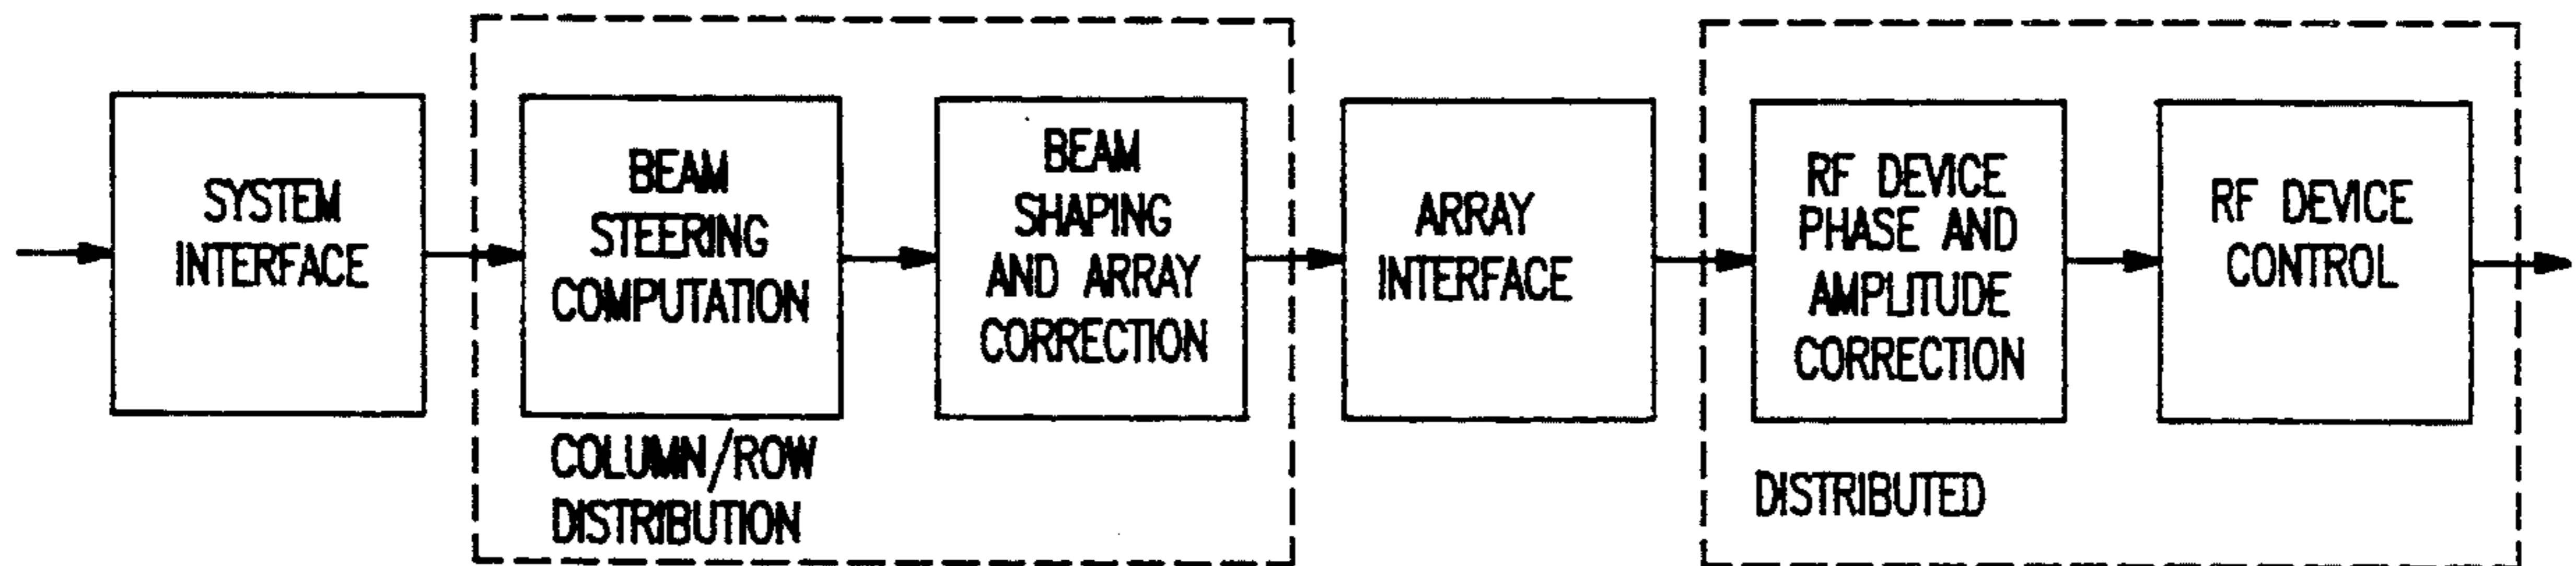 SYSTEM
INTERFACE
BEAM
STEERING
COMPUTATION
BEAM
SHAPING
AND ARRAY
CORRECTION
COLUMN/ROW
DISTRIBUTION
ARRAY
INTERFACE
RF DEVICE
PHASE AND
AMPLITUDE
CORRECTION
RF DEVICE
CONTROL
DISTRIBUTED